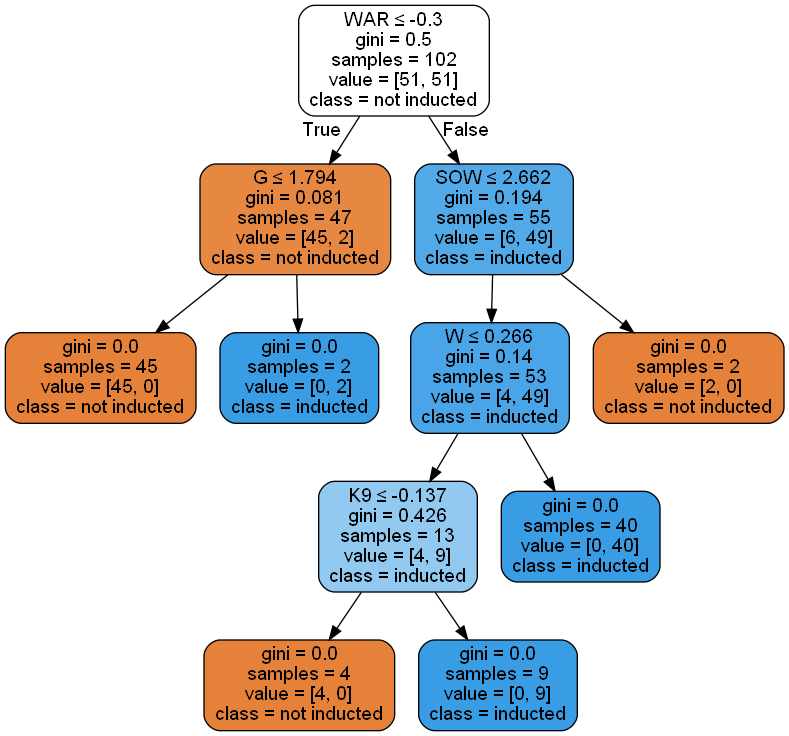 WAR ≤ -0.3
gini = 0.5
samples = 102
value = [51, 51]
class = not inducted
True
False
G ≤ 1.794
gini = 0.081
samples = 47
value = [45, 2]
class = not inducted
SOW ≤ 2.662
gini = 0.194
samples = 55
value = [6, 49]
class = inducted
gini = 0.0
samples = 45
value = [45, 0]
class = not inducted
gini = 0.0
samples = 2
value = [0, 2]
class = inducted
W ≤ 0.266
gini = 0.14
samples = 53
value = [4, 49]
class = inducted
gini = 0.0
samples = 2
value = [2, 0]
class = not inducted
K9 ≤ -0.137
gini = 0.426
samples = 13
value = [4, 9]
class = inducted
gini = 0.0
samples = 40
value = [0, 40]
class = inducted
gini = 0.0
samples = 4
value = [4, 0]
class = not inducted
gini = 0.0
samples = 9
value = [0, 9]
class = inducted